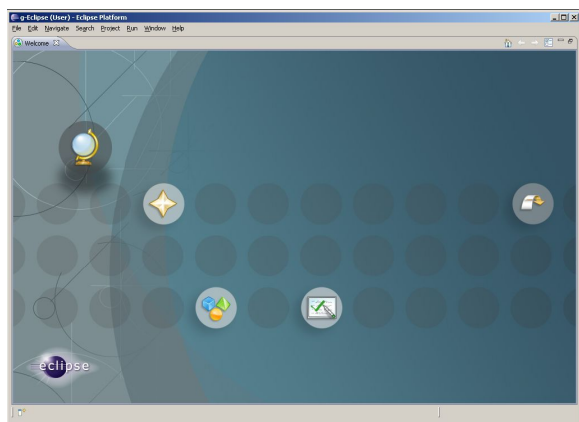 g-Eclipse (User) - Eclipse Platform
File Edit Navigate Search Project Run Window Help
Welcome
eclipse